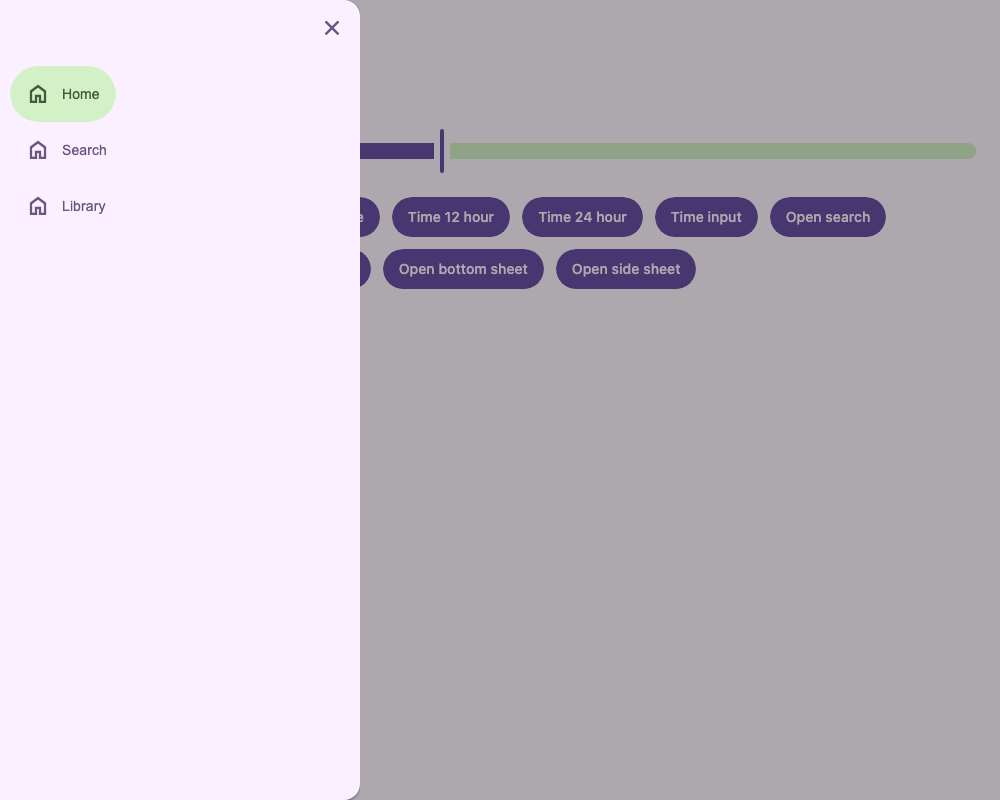 Home
Search
Library
Time 12 hour
Time 24 hour
Time input
Open search
Open bottom sheet
Open side sheet